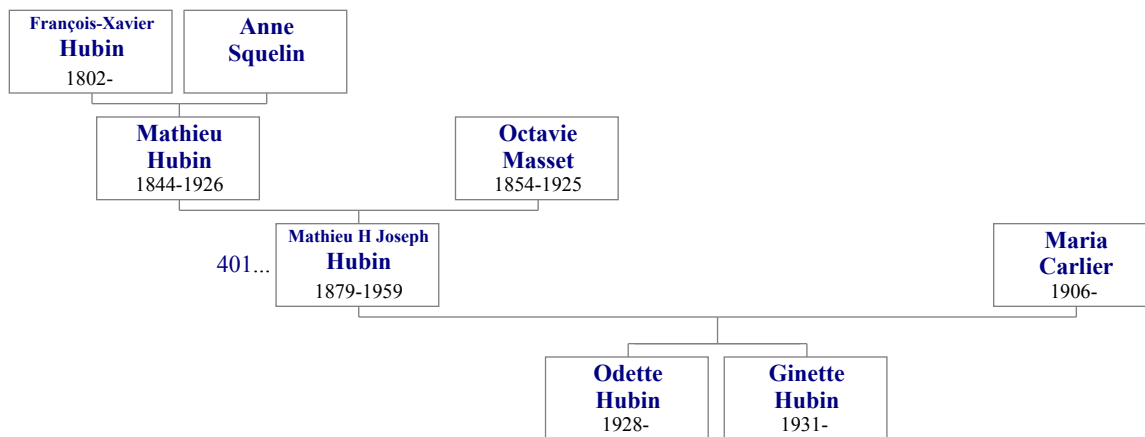 François-Xavier
Hubin
1802-
Anne
Squelin
Mathieu
Hubin
1844-1926
Octavie
Masset
1854-1925
401...
Mathieu H Joseph
Hubin
1879-1959
Maria
Carlier
1906-
Odette
Hubin
1928-
Ginette
Hubin
1931-